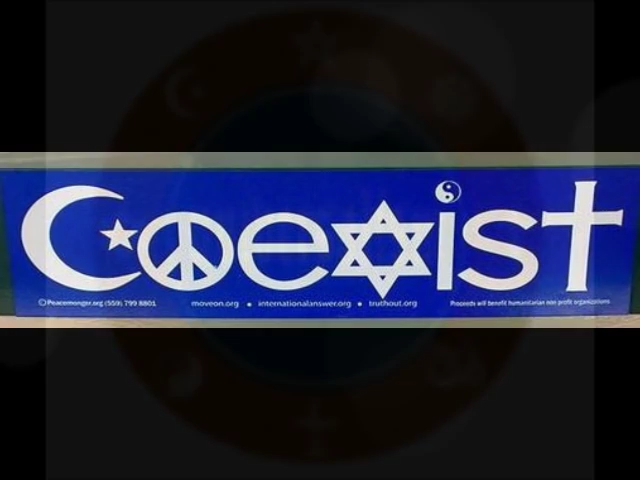 Coexist
© Peacemonger.org (559) 799 8801 moveon.org • internationalanswer.org • truthout.org Proceeds will benefit humanitarian non profit organizations